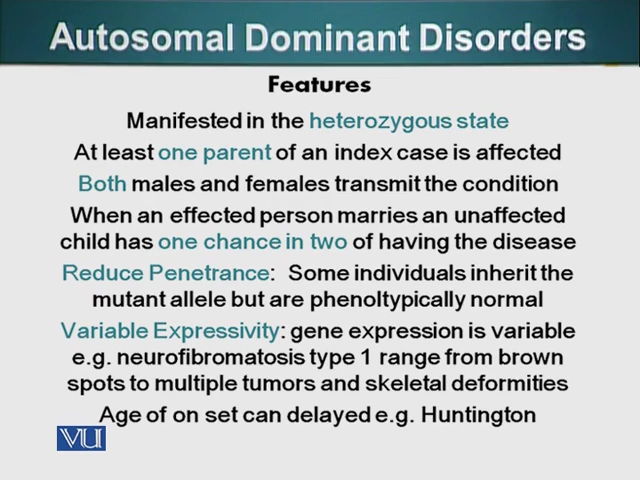 Autosomal Dominant Disorders
Features
Manifested in the heterozygous state
At least one parent of an index case is affected
Both males and females transmit the condition
When an effected person marries an unaffected
child has one chance in two of having the disease
Reduce Penetrance: Some individuals inherit the
mutant allele but are phenoltypically normal
Variable Expressivity: gene expression is variable
e.g. neurofibromatosis type 1 range from brown
spots to multiple tumors and skeletal deformities
Age of on set can delayed e.g. Huntington
VU